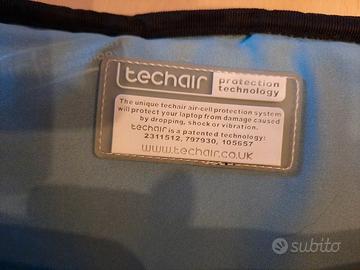 techair
protection
technology
The unique techair air-cell protection system
will protect your laptop from damage caused
by dropping, shock or vibration.
techair is a patented technology:
2311512, 797930, 105657
www.techair.co.uk
subito